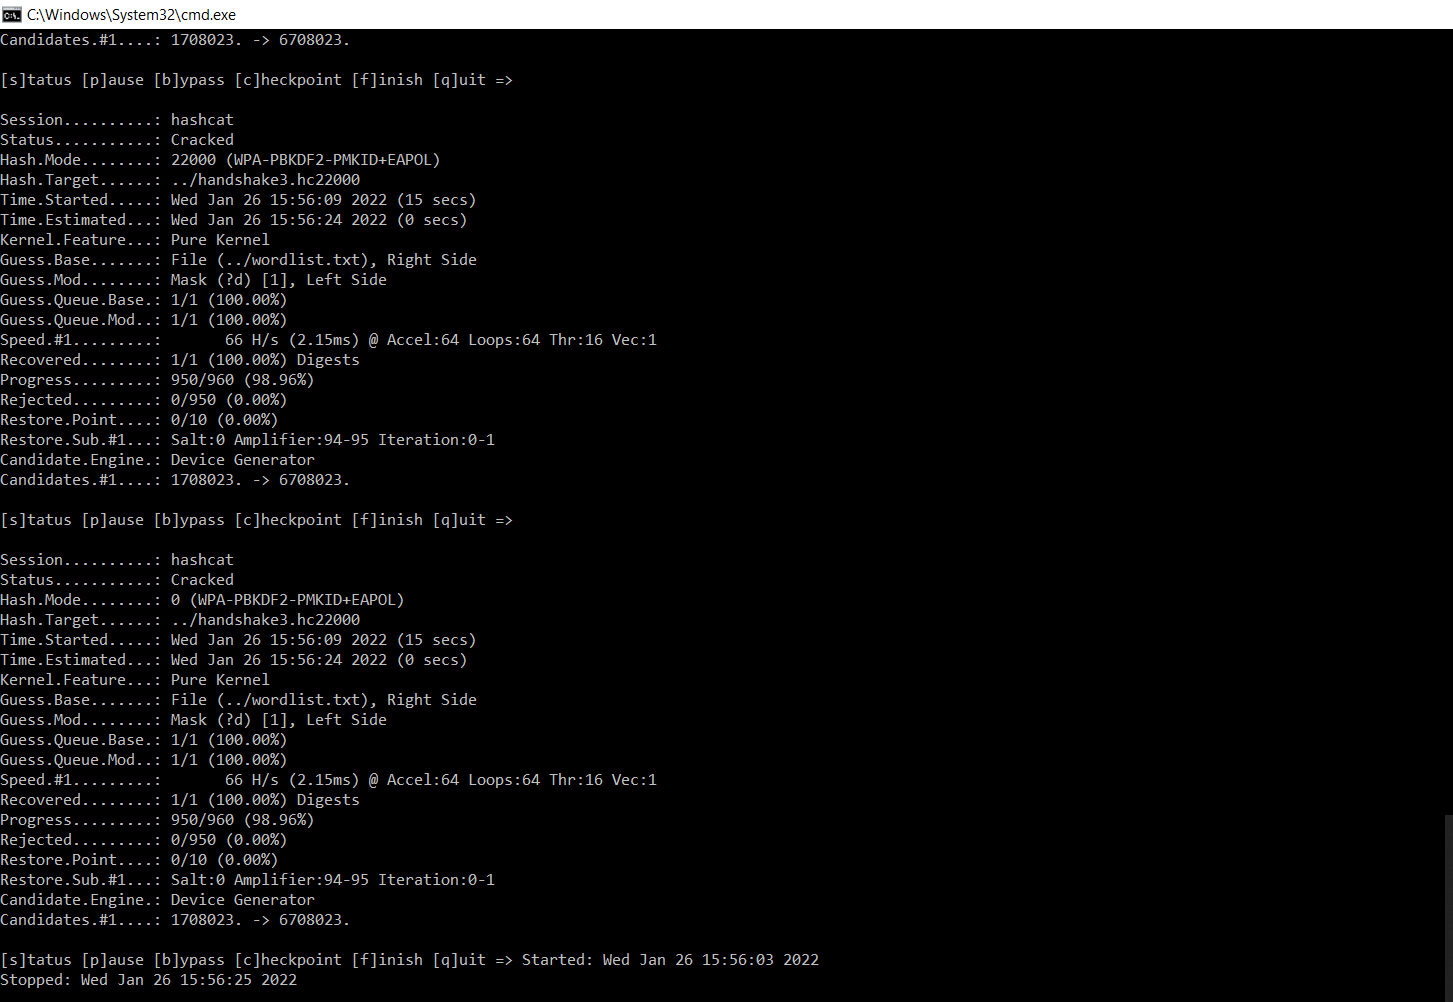 C:\Windows\System32\cmd.exe
Candidates.#1....: 1708023. -> 6708023.
[s]tatus [p]ause [b]ypass [c]heckpoint [f]inish [q]uit =>
Session..........: hashcat
Status...........: Cracked
Hash.Mode........: 22000 (WPA-PBKDF2-PMKID+EAPOL)
Hash.Target......: ../handshake3.hc22000
Time.Started.....: Wed Jan 26 15:56:09 2022 (15 secs)
Time.Estimated...: Wed Jan 26 15:56:24 2022 (0 secs)
Kernel.Feature...: Pure Kernel
Guess.Base.......: File (../wordlist.txt), Right Side
Guess.Mod........: Mask (?d) [1], Left Side
Guess.Queue.Base.: 1/1 (100.00%)
Guess.Queue.Mod..: 1/1 (100.00%)
Speed.#1.........:       66 H/s (2.15ms) @ Accel:64 Loops:64 Thr:16 Vec:1
Recovered........: 1/1 (100.00%) Digests
Progress.........: 950/960 (98.96%)
Rejected.........: 0/950 (0.00%)
Restore.Point....: 0/10 (0.00%)
Restore.Sub.#1...: Salt:0 Amplifier:94-95 Iteration:0-1
Candidate.Engine.: Device Generator
Candidates.#1....: 1708023. -> 6708023.
[s]tatus [p]ause [b]ypass [c]heckpoint [f]inish [q]uit =>
Session..........: hashcat
Status...........: Cracked
Hash.Mode........: 0 (WPA-PBKDF2-PMKID+EAPOL)
Hash.Target......: ../handshake3.hc22000
Time.Started.....: Wed Jan 26 15:56:09 2022 (15 secs)
Time.Estimated...: Wed Jan 26 15:56:24 2022 (0 secs)
Kernel.Feature...: Pure Kernel
Guess.Base.......: File (../wordlist.txt), Right Side
Guess.Mod........: Mask (?d) [1], Left Side
Guess.Queue.Base.: 1/1 (100.00%)
Guess.Queue.Mod..: 1/1 (100.00%)
Speed.#1.........:       66 H/s (2.15ms) @ Accel:64 Loops:64 Thr:16 Vec:1
Recovered........: 1/1 (100.00%) Digests
Progress.........: 950/960 (98.96%)
Rejected.........: 0/950 (0.00%)
Restore.Point....: 0/10 (0.00%)
Restore.Sub.#1...: Salt:0 Amplifier:94-95 Iteration:0-1
Candidate.Engine.: Device Generator
Candidates.#1....: 1708023. -> 6708023.
[s]tatus [p]ause [b]ypass [c]heckpoint [f]inish [q]uit => Started: Wed Jan 26 15:56:03 2022
Stopped: Wed Jan 26 15:56:25 2022